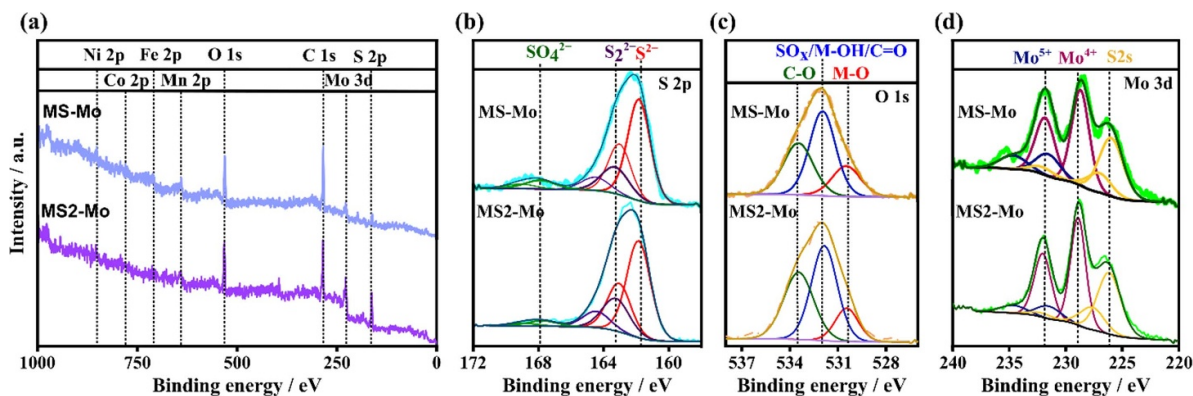 (a)
Ni 2p Fe 2p O 1s C 1s S 2p
Co 2p Mn 2p Mo 3d
MS-Mo
MS2-Mo
Intensity / a.u.
1000 750 500 250 0
Binding energy / eV
(b)
SO₄²⁻ S₂²⁻ S²⁻
S 2p
MS-Mo
MS2-Mo
172 168 164 160
Binding energy / eV
(c)
SOₓ/M-OH/C=O
C-O M-O
O 1s
MS-Mo
MS2-Mo
537 534 531 528
Binding energy / eV
(d)
Mo⁵⁺ Mo⁴⁺ S2s
Mo 3d
MS-Mo
MS2-Mo
240 235 230 225 220
Binding energy / eV